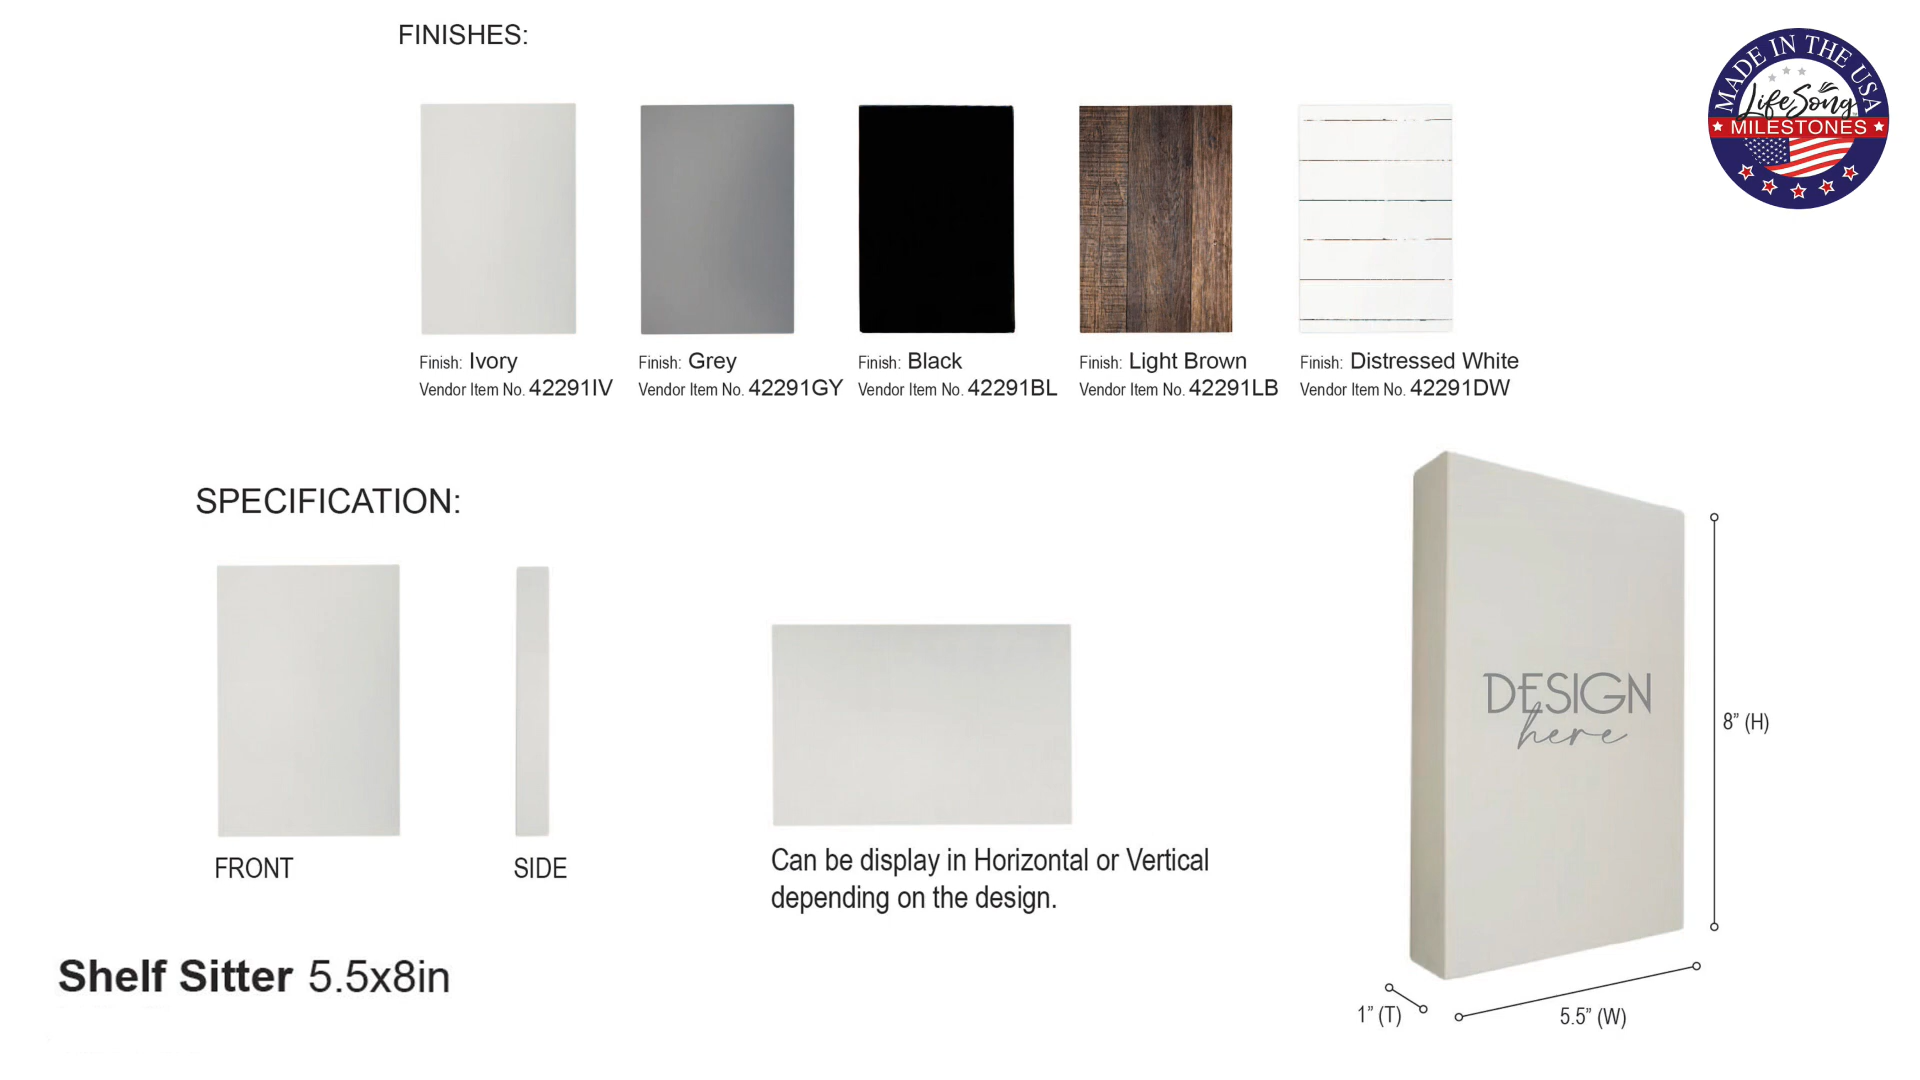 FINISHES:
MADE IN THE USA
LifeSong
MILESTONES
Finish: Ivory
Vendor Item No. 42291IV
Finish: Grey
Vendor Item No. 42291GY
Finish: Black
Vendor Item No. 42291BL
Finish: Light Brown
Vendor Item No. 42291LB
Finish: Distressed White
Vendor Item No. 42291DW
SPECIFICATION:
FRONT
SIDE
Can be display in Horizontal or Vertical
depending on the design.
DESIGN
here
8” (H)
1” (T)
5.5” (W)
Shelf Sitter 5.5x8in